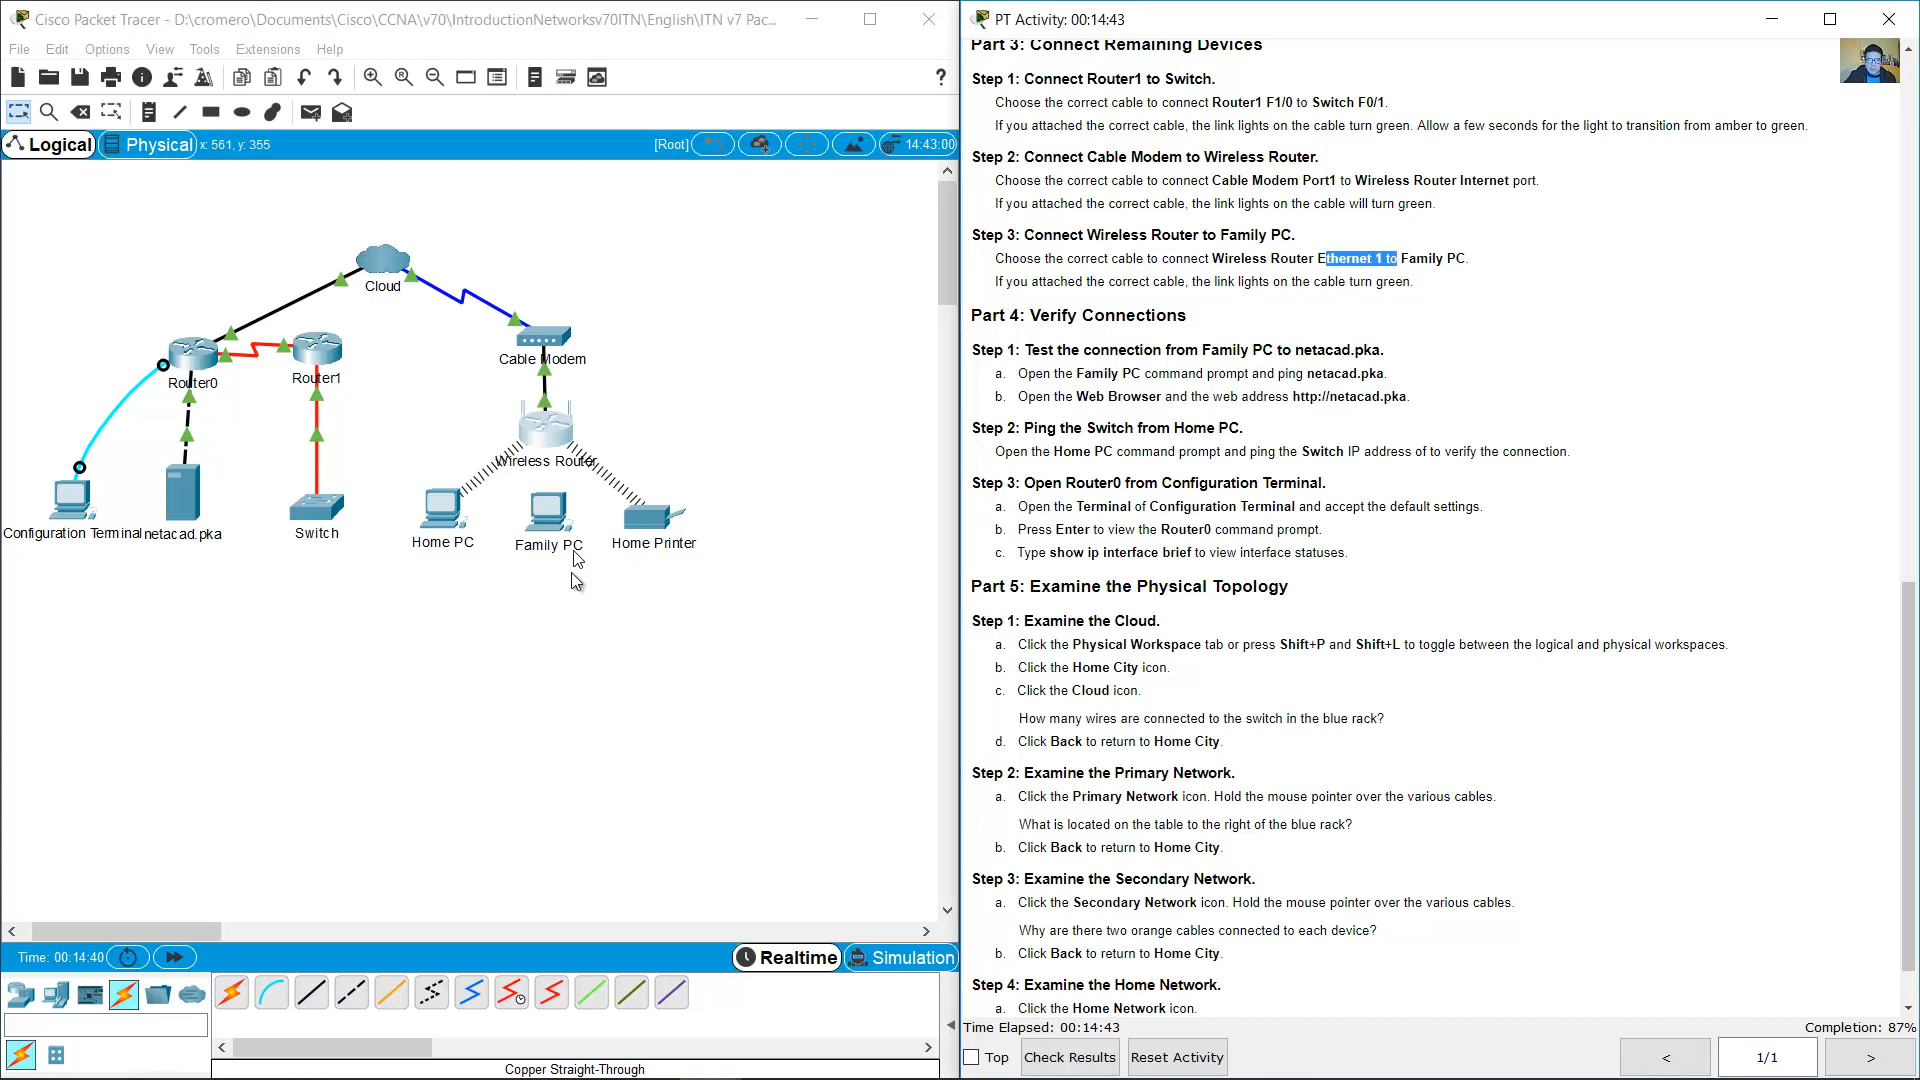 Cisco Packet Tracer - D:\cromero\Documents\Cisco\CCNA\v70\IntroductionNetworksv70ITN\English\ITN v7 Pac...
File Edit Options View Tools Extensions Help
?
Logical
Physical
x: 561, y: 355
[Root]
14:43:00
Cloud
Router0
Router1
Cable Modem
Wireless Router
Configuration Terminal
netacad.pka
Switch
Home PC
Family PC
Home Printer
Time: 00:14:40
Realtime
Simulation
Copper Straight-Through
PT Activity: 00:14:43
Part 3: Connect Remaining Devices
Step 1: Connect Router1 to Switch.
Choose the correct cable to connect Router1 F1/0 to Switch F0/1.
If you attached the correct cable, the link lights on the cable turn green. Allow a few seconds for the light to transition from amber to green.
Step 2: Connect Cable Modem to Wireless Router.
Choose the correct cable to connect Cable Modem Port1 to Wireless Router Internet port.
If you attached the correct cable, the link lights on the cable will turn green.
Step 3: Connect Wireless Router to Family PC.
Choose the correct cable to connect Wireless Router Ethernet 1 to Family PC.
If you attached the correct cable, the link lights on the cable turn green.
Part 4: Verify Connections
Step 1: Test the connection from Family PC to netacad.pka.
a. Open the Family PC command prompt and ping netacad.pka.
b. Open the Web Browser and the web address http://netacad.pka.
Step 2: Ping the Switch from Home PC.
Open the Home PC command prompt and ping the Switch IP address of to verify the connection.
Step 3: Open Router0 from Configuration Terminal.
a. Open the Terminal of Configuration Terminal and accept the default settings.
b. Press Enter to view the Router0 command prompt.
c. Type show ip interface brief to view interface statuses.
Part 5: Examine the Physical Topology
Step 1: Examine the Cloud.
a. Click the Physical Workspace tab or press Shift+P and Shift+L to toggle between the logical and physical workspaces.
b. Click the Home City icon.
c. Click the Cloud icon.
How many wires are connected to the switch in the blue rack?
d. Click Back to return to Home City.
Step 2: Examine the Primary Network.
a. Click the Primary Network icon. Hold the mouse pointer over the various cables.
What is located on the table to the right of the blue rack?
b. Click Back to return to Home City.
Step 3: Examine the Secondary Network.
a. Click the Secondary Network icon. Hold the mouse pointer over the various cables.
Why are there two orange cables connected to each device?
b. Click Back to return to Home City.
Step 4: Examine the Home Network.
a. Click the Home Network icon.
Time Elapsed: 00:14:43
Completion: 87%
Top
Check Results
Reset Activity
<
1/1
>